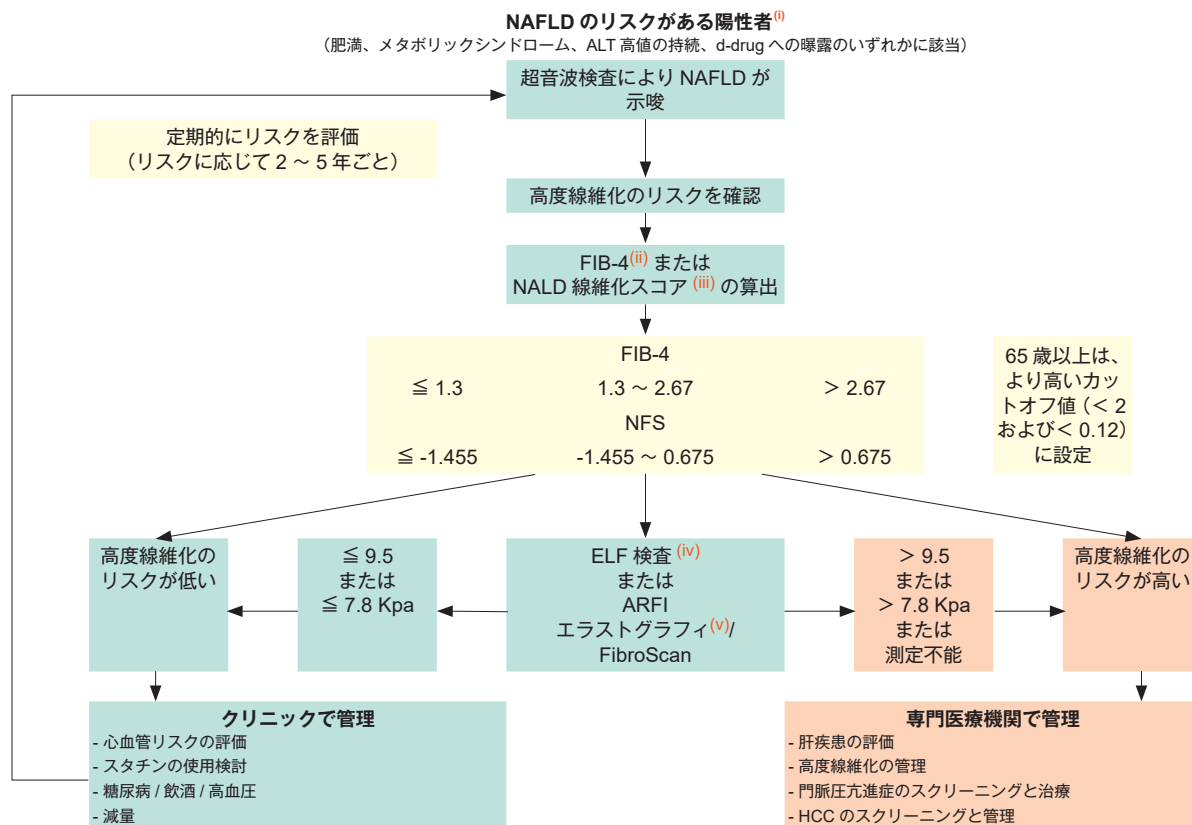 NAFLD のリスクがある陽性者(i)
（肥満、メタボリックシンドローム、ALT 高値の持続、d-drug への曝露のいずれかに該当）
超音波検査により NAFLD が
示唆
定期的にリスクを評価
（リスクに応じて 2 ～ 5 年ごと）
高度線維化のリスクを確認
FIB-4(ii) または
NALD 線維化スコア (iii) の算出
FIB-4
≦ 1.3 1.3 ～ 2.67 ＞ 2.67
NFS
≦ -1.455 -1.455 ～ 0.675 ＞ 0.675
65 歳以上は、
より高いカッ
トオフ値（＜ 2
および＜ 0.12）
に設定
高度線維化の
リスクが低い
≦ 9.5
または
≦ 7.8 Kpa
ELF 検査 (iv)
または
ARFI
エラストグラフィ(v)/
FibroScan
＞ 9.5
または
＞ 7.8 Kpa
または
測定不能
高度線維化の
リスクが高い
クリニックで管理
- 心血管リスクの評価
- スタチンの使用検討
- 糖尿病 / 飲酒 / 高血圧
- 減量
専門医療機関で管理
- 肝疾患の評価
- 高度線維化の管理
- 門脈圧亢進症のスクリーニングと治療
- HCC のスクリーニングと管理